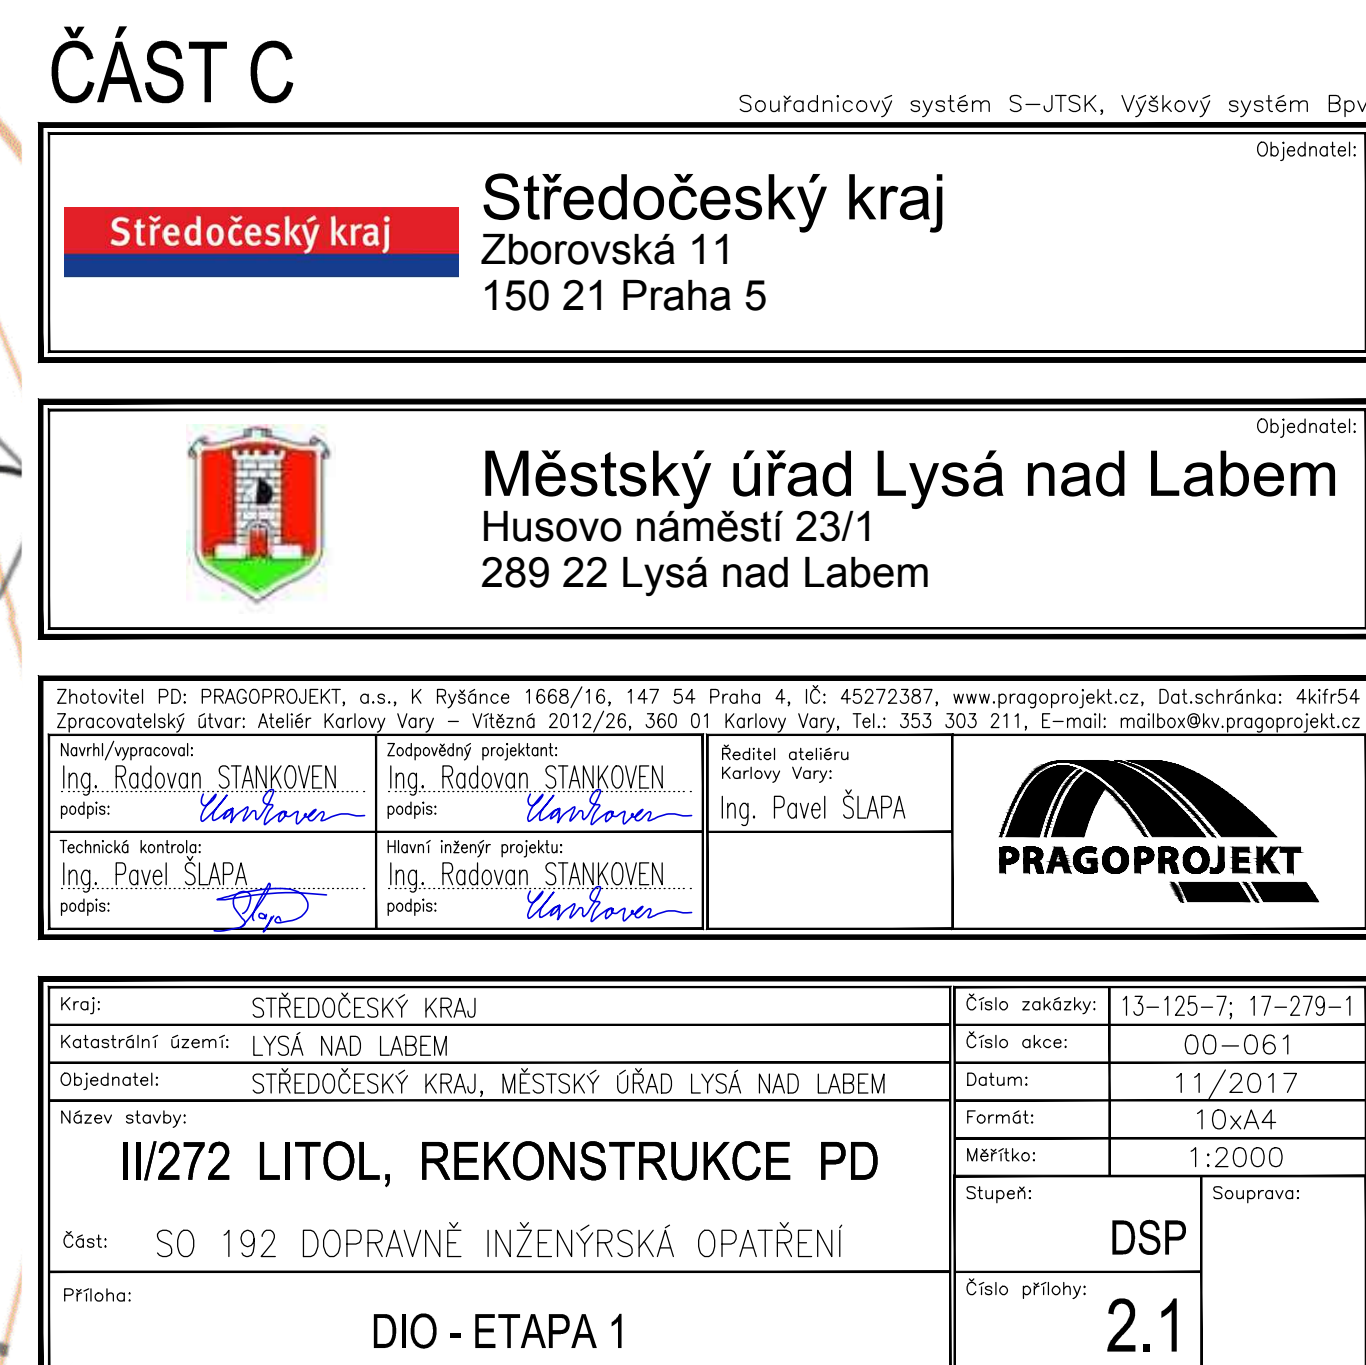 ČÁST C
Souřadnicový systém S-JTSK, Výškový systém Bpv
Objednatel:
Středočeský kraj
Středočeský kraj
Zborovská 11
150 21 Praha 5
Objednatel:
Městský úřad Lysá nad Labem
Husovo náměstí 23/1
289 22 Lysá nad Labem
Zhotovitel PD: PRAGOPROJEKT, a.s., K Ryšánce 1668/16, 147 54 Praha 4, IČ: 45272387, www.pragoprojekt.cz, Dat.schránka: 4kifr54
Zpracovatelský útvar: Ateliér Karlovy Vary - Vítězná 2012/26, 360 01 Karlovy Vary, Tel.: 353 303 211, E-mail: mailbox@kv.pragoprojekt.cz
Navrhl/vypracoval:
Ing. Radovan STANKOVEN
podpis: Stankoven
Zodpovědný projektant:
Ing. Radovan STANKOVEN
podpis: Stankoven
Ředitel ateliéru
Karlovy Vary:
Ing. Pavel ŠLAPA
PRAGOPROJEKT
Technická kontrola:
Ing. Pavel ŠLAPA
podpis: Šlapa
Hlavní inženýr projektu:
Ing. Radovan STANKOVEN
podpis: Stankoven
Kraj: STŘEDOČESKÝ KRAJ
Katastrální území: LYSÁ NAD LABEM
Objednatel: STŘEDOČESKÝ KRAJ, MĚSTSKÝ ÚŘAD LYSÁ NAD LABEM
Název stavby:
II/272 LITOL, REKONSTRUKCE PD
Část: SO 192 DOPRAVNĚ INŽENÝRSKÁ OPATŘENÍ
Příloha:
DIO - ETAPA 1
Číslo zakázky: 13-125-7; 17-279-1
Číslo akce: 00-061
Datum: 11/2017
Formát: 10xA4
Měřítko: 1:2000
Stupeň:
DSP
Souprava:
Číslo přílohy:
2.1